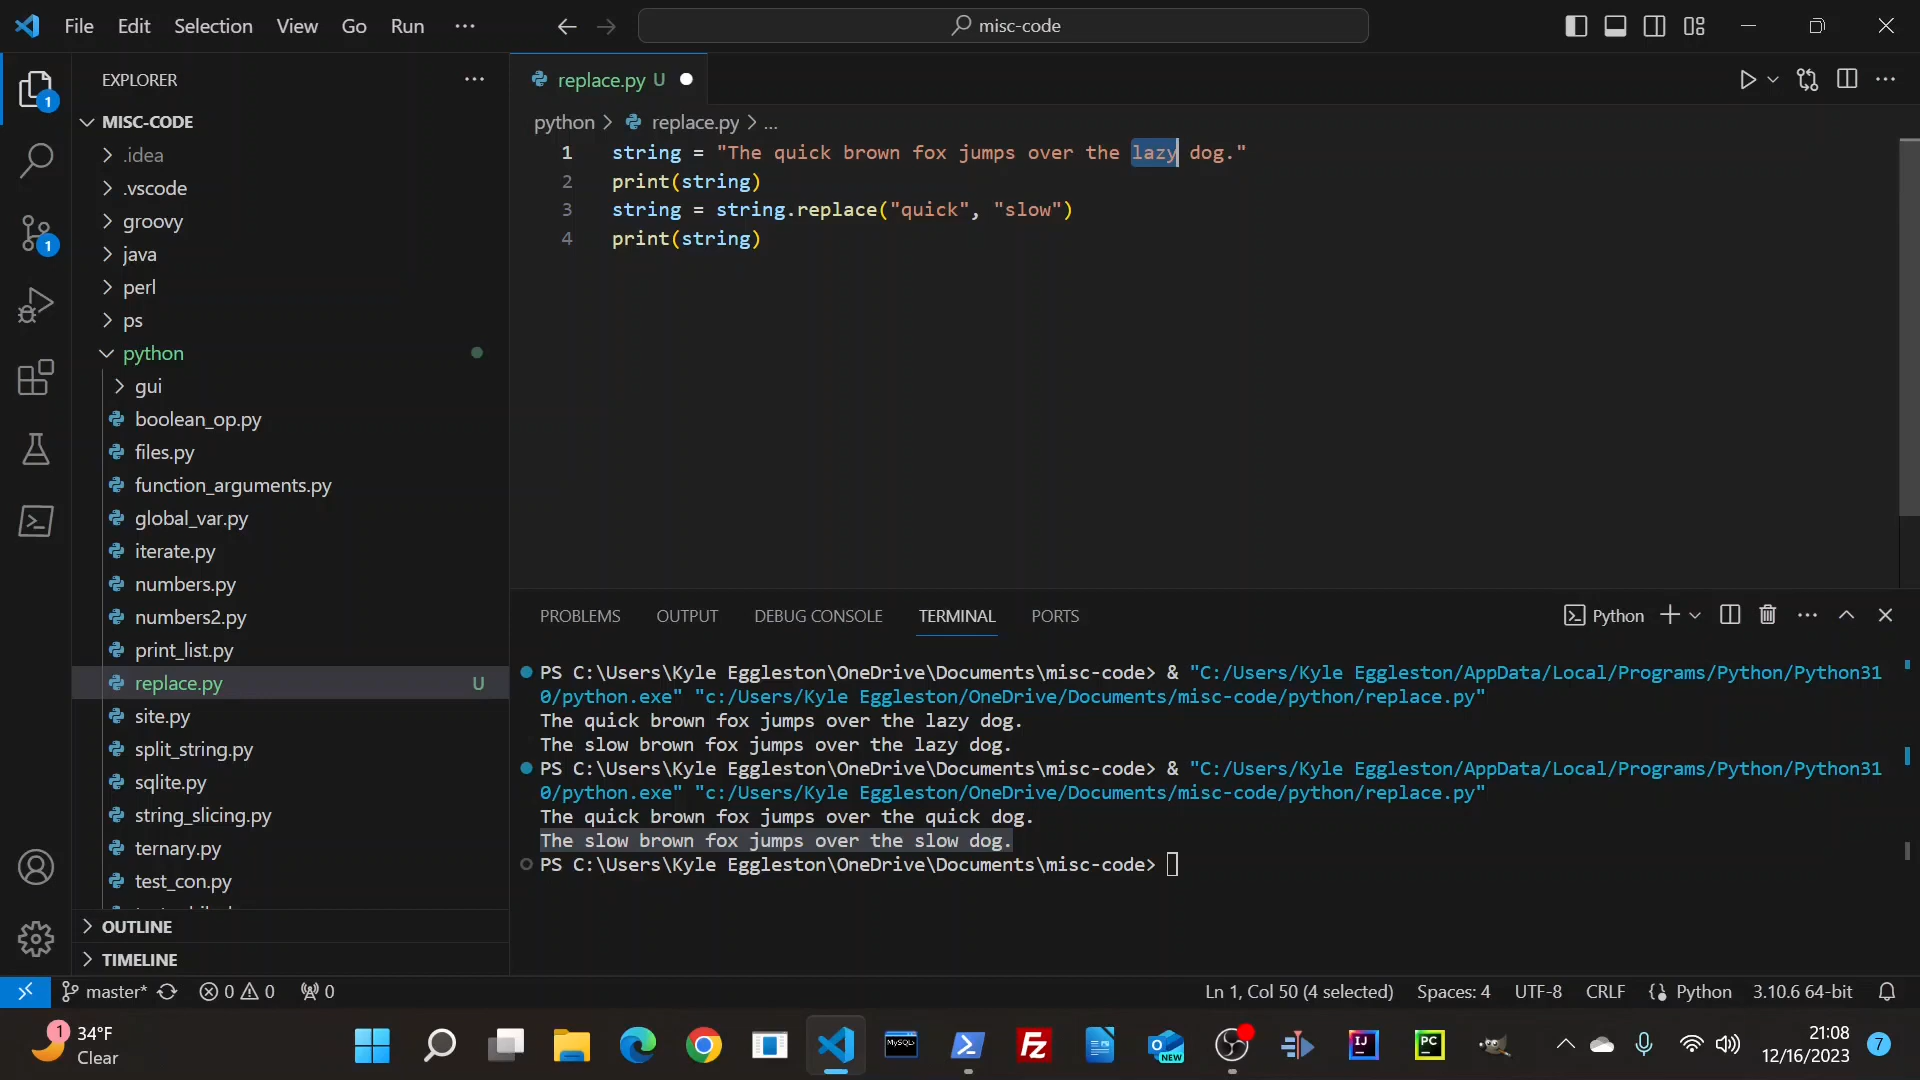 File Edit Selection View Go Run ···
misc-code
EXPLORER
MISC-CODE
.idea
.vscode
groovy
java
perl
ps
python
gui
boolean_op.py
files.py
function_arguments.py
global_var.py
iterate.py
numbers.py
numbers2.py
print_list.py
replace.py U
site.py
split_string.py
sqlite.py
string_slicing.py
ternary.py
test_con.py
OUTLINE
TIMELINE
1
1
replace.py U
python > replace.py > ...
1 string = "The quick brown fox jumps over the lazy dog."
2 print(string)
3 string = string.replace("quick", "slow")
4 print(string)
PROBLEMS OUTPUT DEBUG CONSOLE TERMINAL PORTS
Python
PS C:\Users\Kyle Eggleston\OneDrive\Documents\misc-code> & "C:/Users/Kyle Eggleston/AppData/Local/Programs/Python/Python31
0/python.exe" "c:/Users/Kyle Eggleston/OneDrive/Documents/misc-code/python/replace.py"
The quick brown fox jumps over the lazy dog.
The slow brown fox jumps over the lazy dog.
PS C:\Users\Kyle Eggleston\OneDrive\Documents\misc-code> & "C:/Users/Kyle Eggleston/AppData/Local/Programs/Python/Python31
0/python.exe" "c:/Users/Kyle Eggleston/OneDrive/Documents/misc-code/python/replace.py"
The quick brown fox jumps over the quick dog.
The slow brown fox jumps over the slow dog.
PS C:\Users\Kyle Eggleston\OneDrive\Documents\misc-code>
master* 0 0 0
Ln 1, Col 50 (4 selected) Spaces: 4 UTF-8 CRLF Python 3.10.6 64-bit
1
34°F
Clear
MySQL
Fz
NEW
IJ
PC
21:08
12/16/2023
7